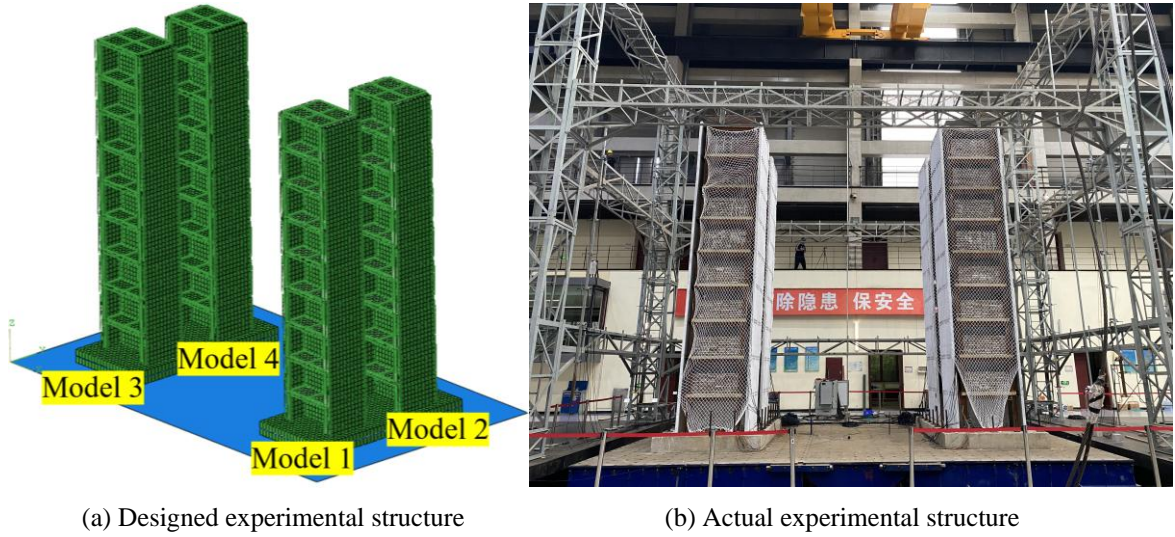 Model 3
Model 4
Model 1
Model 2
除隐患 保安全
(a) Designed experimental structure
(b) Actual experimental structure